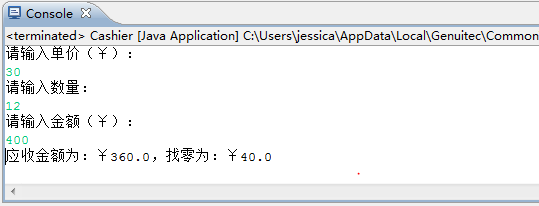 Console
<terminated> Cashier [Java Application] C:\Users\jessica\AppData\Local\Genuitec\Common
请输入单价（￥）：
30
请输入数量：
12
请输入金额（￥）：
400
应收金额为：￥360.0，找零为：￥40.0